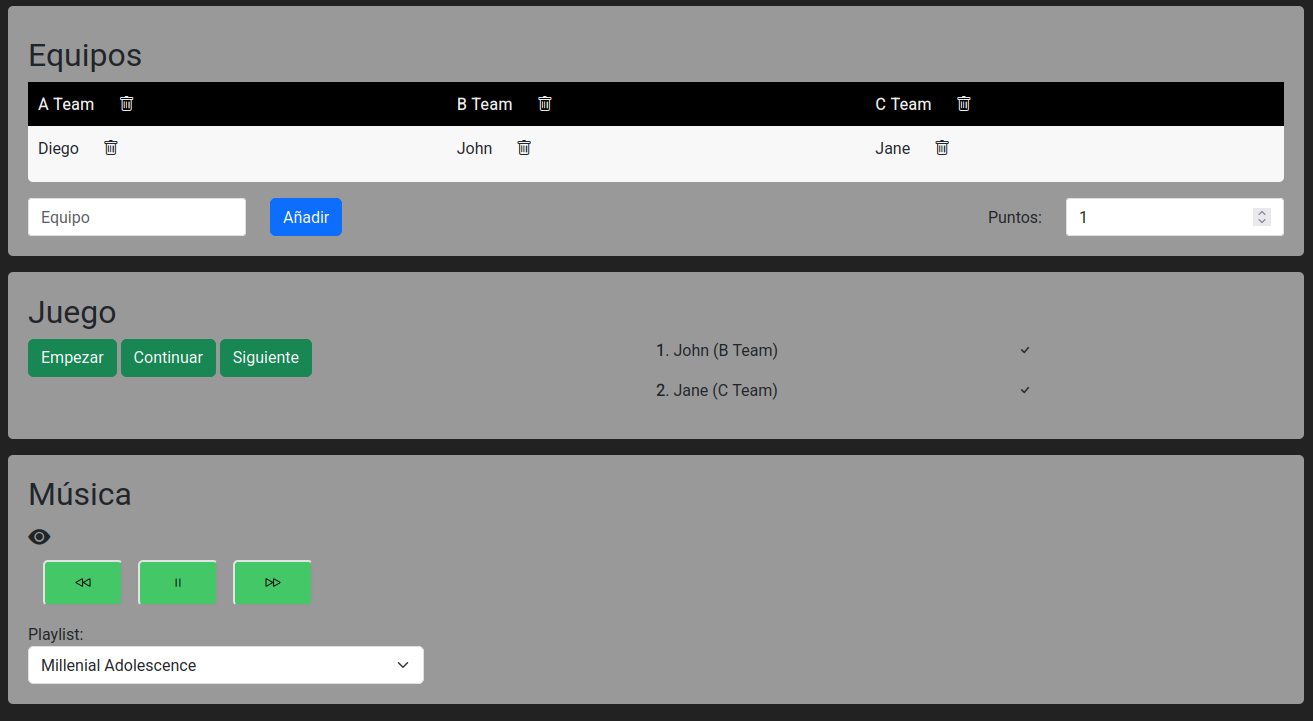 Equipos
A Team B Team C Team
Diego John Jane
Equipo Añadir Puntos: 1
Juego
Empezar Continuar Siguiente
1. John (B Team)
2. Jane (C Team)
Música
Playlist:
Millenial Adolescence